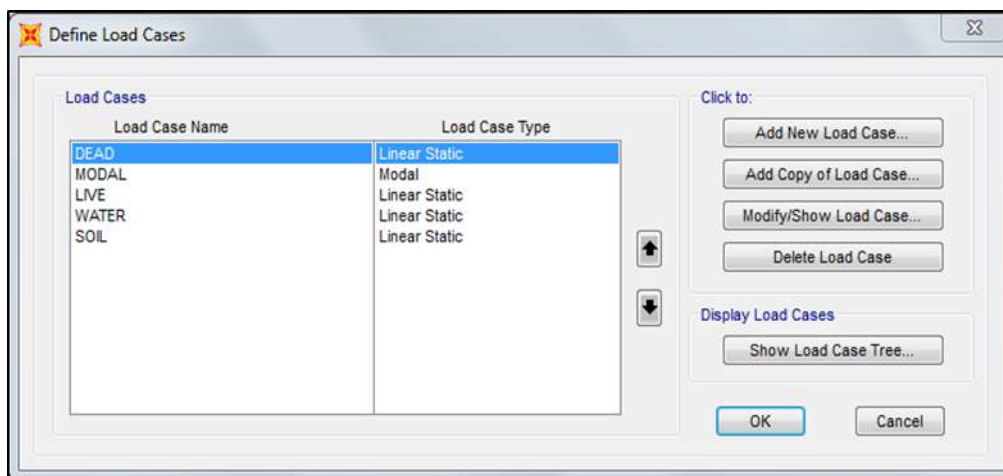 Define Load Cases
Load Cases
Load Case Name Load Case Type
DEAD Linear Static
MODAL Modal
LIVE Linear Static
WATER Linear Static
SOIL Linear Static
Click to:
Add New Load Case...
Add Copy of Load Case...
Modify/Show Load Case...
Delete Load Case
Display Load Cases
Show Load Case Tree...
OK Cancel